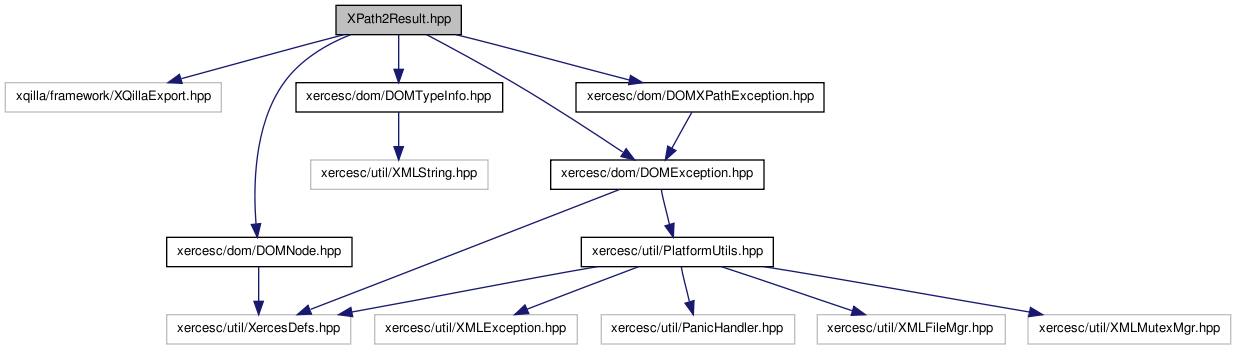 XPath2Result.hpp
xqilla/framework/XQillaExport.hpp
xercesc/dom/DOMTypeInfo.hpp
xercesc/dom/DOMXPathException.hpp
xercesc/util/XMLString.hpp
xercesc/dom/DOMException.hpp
xercesc/dom/DOMNode.hpp
xercesc/util/PlatformUtils.hpp
xercesc/util/XercesDefs.hpp
xercesc/util/XMLException.hpp
xercesc/util/PanicHandler.hpp
xercesc/util/XMLFileMgr.hpp
xercesc/util/XMLMutexMgr.hpp